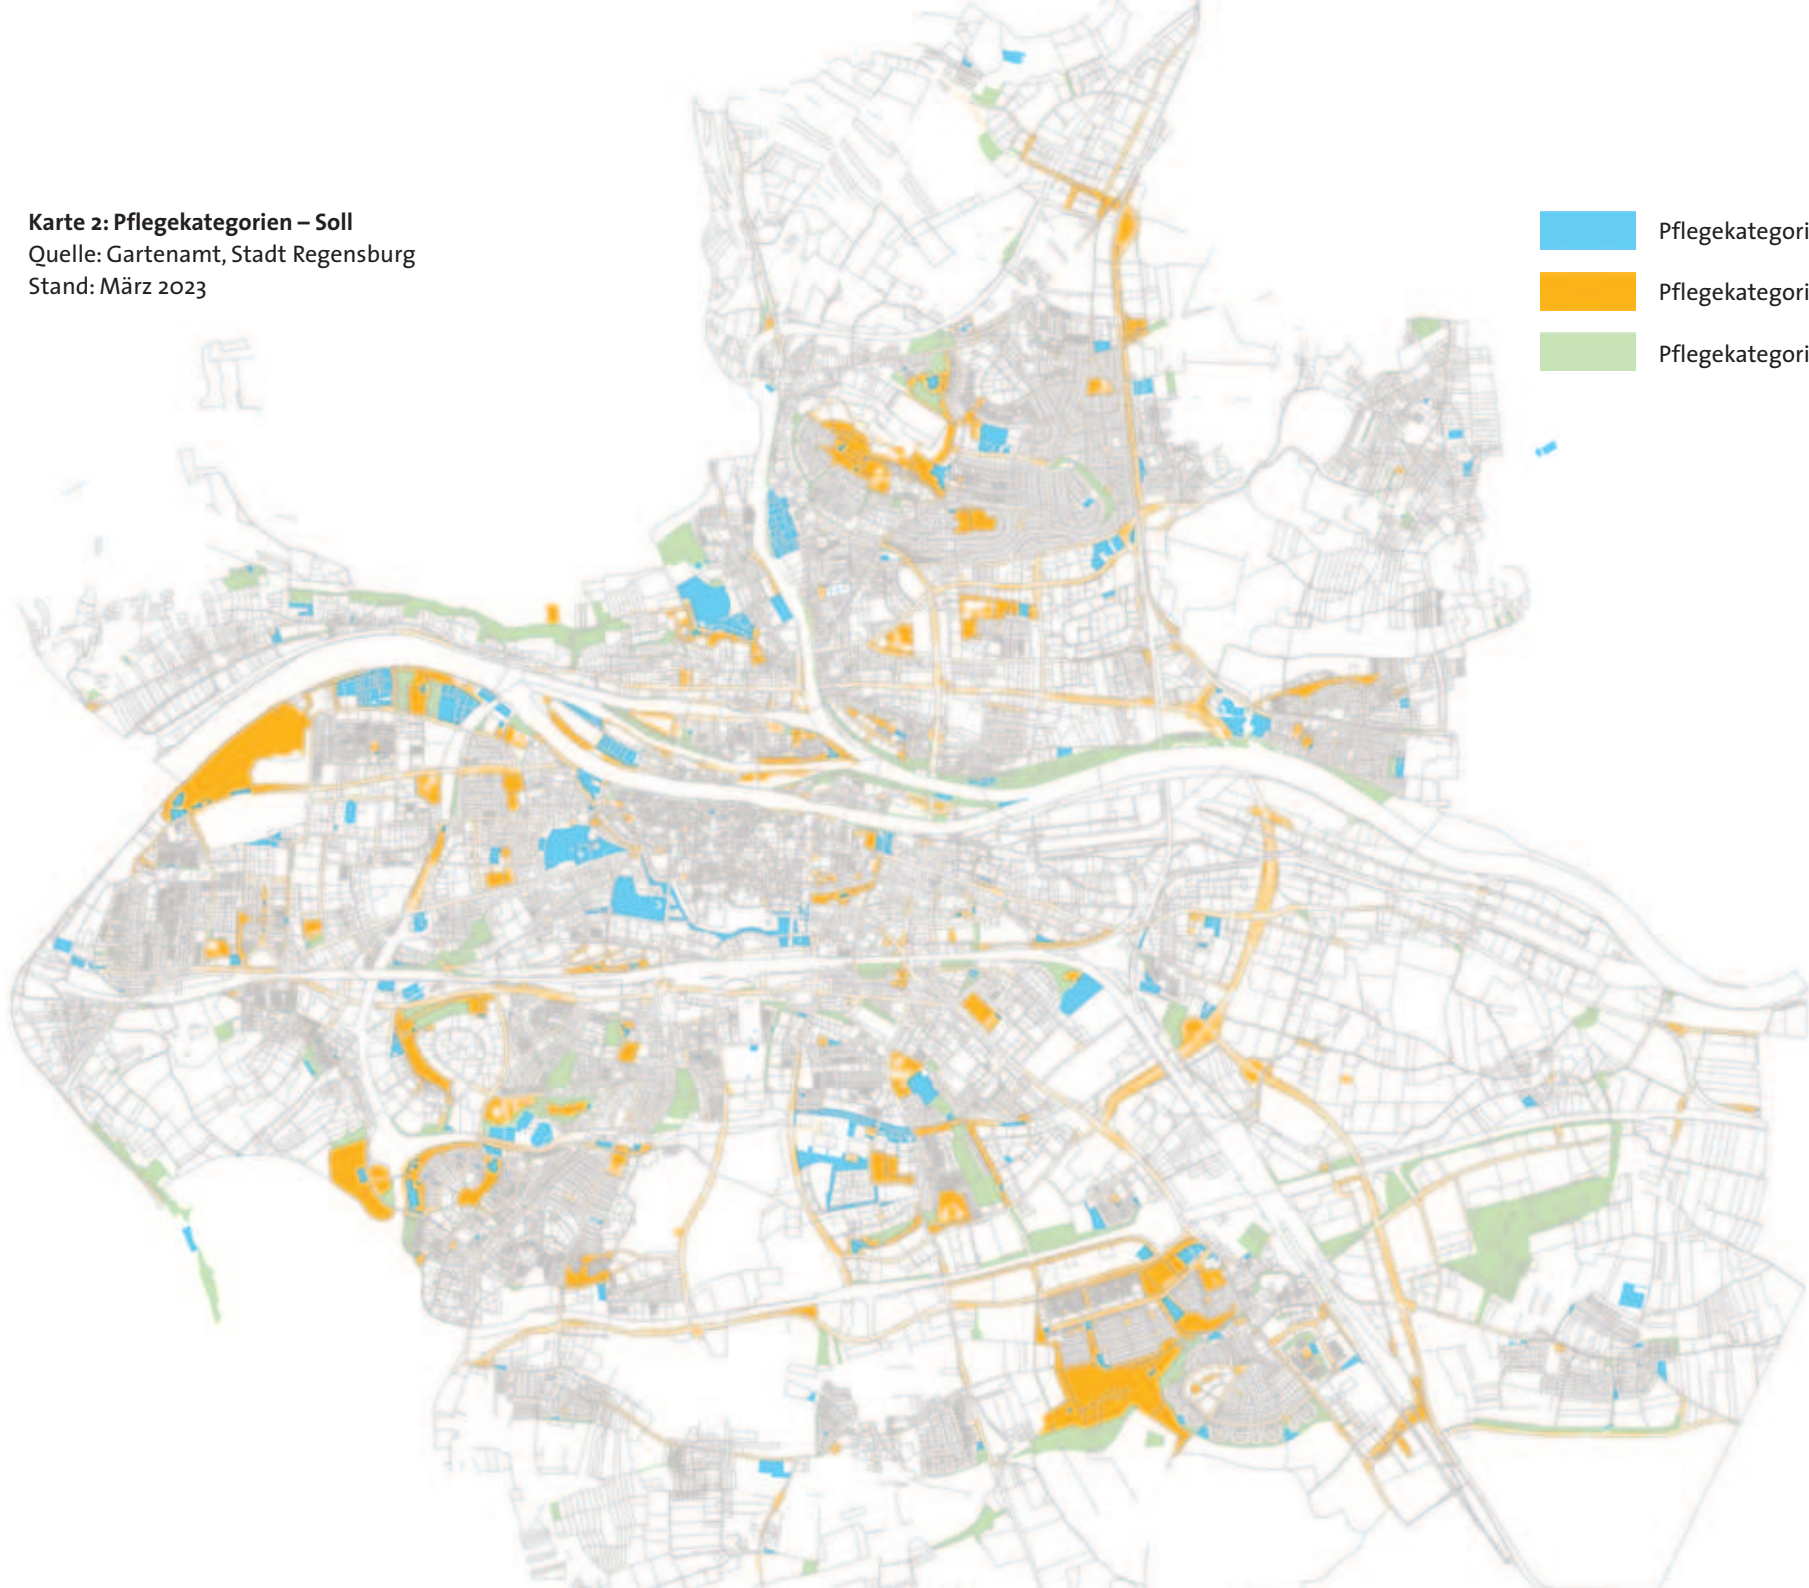 Karte 2: Pflegekategorien – Soll
Quelle: Gartenamt, Stadt Regensburg
Stand: März 2023
Pflegekategori
Pflegekategori
Pflegekategori